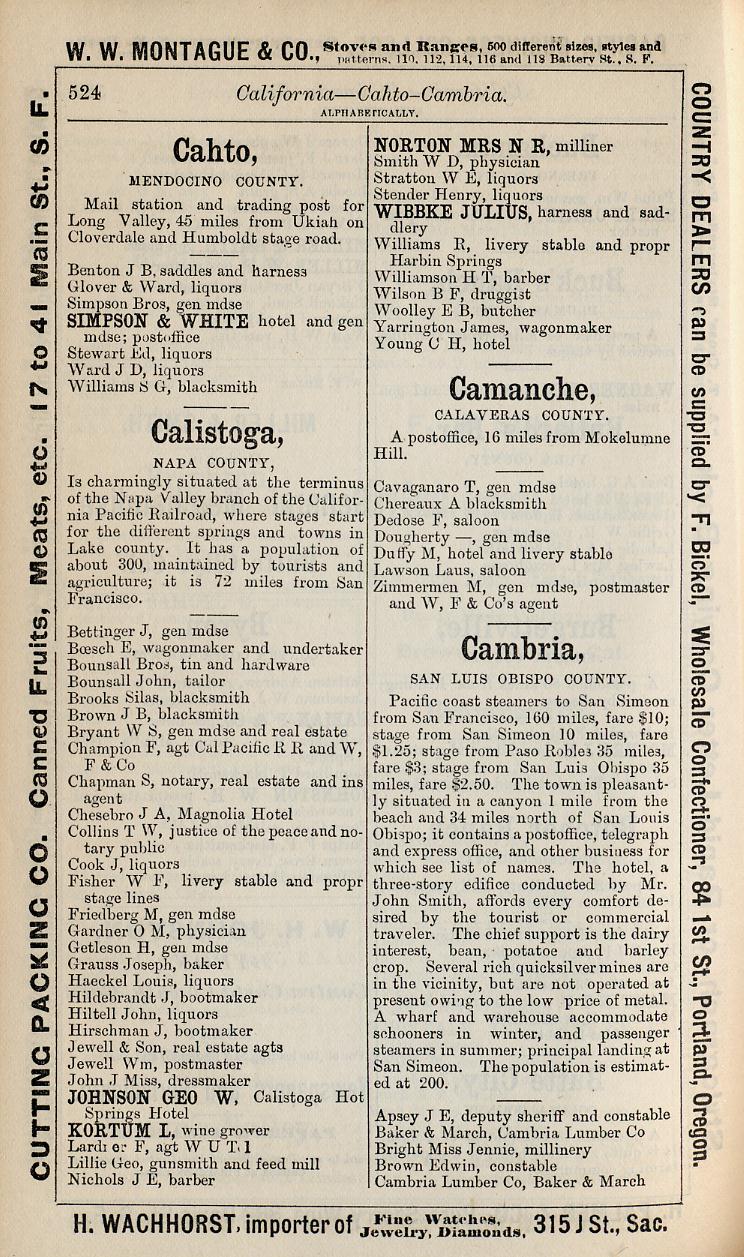 W. W. MONTAGUE & CO., Stoves and Ranges, 500 different sizes, styles and
patterns, 110, 112, 114, 116 and 118 Battery St., S. F.
CUTTING PACKING CO. Canned Fruits, Meats, etc. 17 to 41 Main St., S. F.
524 California—Cahto-Cambria.
ALPHABETICALLY.
Cahto,
MENDOCINO COUNTY.
Mail station and trading post for
Long Valley, 45 miles from Ukiah on
Cloverdale and Humboldt stage road.
Benton J B, saddles and harness
Glover & Ward, liquors
Simpson Bros, gen mdse
SIMPSON & WHITE hotel and gen
mdse; postoffice
Stewart Ed, liquors
Ward J D, liquors
Williams S G, blacksmith
Calistoga,
NAPA COUNTY,
Is charmingly situated at the terminus
of the Napa Valley branch of the Califor-
nia Pacific Railroad, where stages start
for the different springs and towns in
Lake county. It has a population of
about 300, maintained by tourists and
agriculture; it is 72 miles from San
Francisco.
Bettinger J, gen mdse
Bœsch E, wagonmaker and undertaker
Bounsall Bros, tin and hardware
Bounsall John, tailor
Brooks Silas, blacksmith
Brown J B, blacksmith
Bryant W S, gen mdse and real estate
Champion F, agt Cal Pacific R R and W,
F & Co
Chapman S, notary, real estate and ins
agent
Chesebro J A, Magnolia Hotel
Collins T W, justice of the peace and no-
tary public
Cook J, liquors
Fisher W F, livery stable and propr
stage lines
Friedberg M, gen mdse
Gardner O M, physician
Getleson H, gen mdse
Grauss Joseph, baker
Haeckel Louis, liquors
Hildebrandt J, bootmaker
Hiltell John, liquors
Hirschman J, bootmaker
Jewell & Son, real estate agts
Jewell Wm, postmaster
John J Miss, dressmaker
JOHNSON GEO W, Calistoga Hot
Springs Hotel
KORTUM L, wine grower
F, agt W U
Lillie Geo, gunsmith and feed mill
Nichols J E, barber
NORTON MRS N R, milliner
Smith W D, physician
Stratton W E, liquors
Stender Henry, liquors
WIBBKE JULIUS, harness and sad-
dlery
Williams R, livery stable and propr
Harbin Springs
Williamson H T, barber
Wilson B F, druggist
Woolley E B, butcher
Yarrington James, wagonmaker
Young C H, hotel
Camanche,
CALAVERAS COUNTY.
A postoffice, 16 miles from Mokelumne
Hill.
Cavaganaro T, gen mdse
Chereaux A blacksmith
Dedose F, saloon
Dougherty —, gen mdse
Duffy M, hotel and livery stable
Lawson Laus, saloon
Zimmermen M, gen mdse, postmaster
and W, F & Co's agent
Cambria,
SAN LUIS OBISPO COUNTY.
Pacific coast steamers to San Simeon
from San Francisco, 160 miles, fare $10;
stage from San Simeon 10 miles, fare
$1.25; stage from Paso Robles 35 miles,
fare $3; stage from San Luis Obispo 35
miles, fare $2.50. The town is pleasant-
ly situated in a canyon 1 mile from the
beach and 34 miles north of San Louis
Obispo; it contains a postoffice, telegraph
and express office, and other business for
which see list of names. The hotel, a
three-story edifice conducted by Mr.
John Smith, affords every comfort de-
sired by the tourist or commercial
traveler. The chief support is the dairy
interest, bean, potatoe and barley
crop. Several rich quicksilver mines are
in the vicinity, but are not operated at
present owing to the low price of metal.
A wharf and warehouse accommodate
schooners in winter, and passenger
steamers in summer; principal landing at
San Simeon. The population is estimat-
ed at 200.
Apsey J E, deputy sheriff and constable
Baker & March, Cambria Lumber Co
Bright Miss Jennie, millinery
Brown Edwin, constable
Cambria Lumber Co, Baker & March
COUNTRY DEALERS can be supplied by F. Bickel, Wholesale Confectioner, 84 1st St., Portland, Oregon.
H. WACHHORST, importer of Fine Watches, Jewelry, Diamonds, 315 J St., Sac.